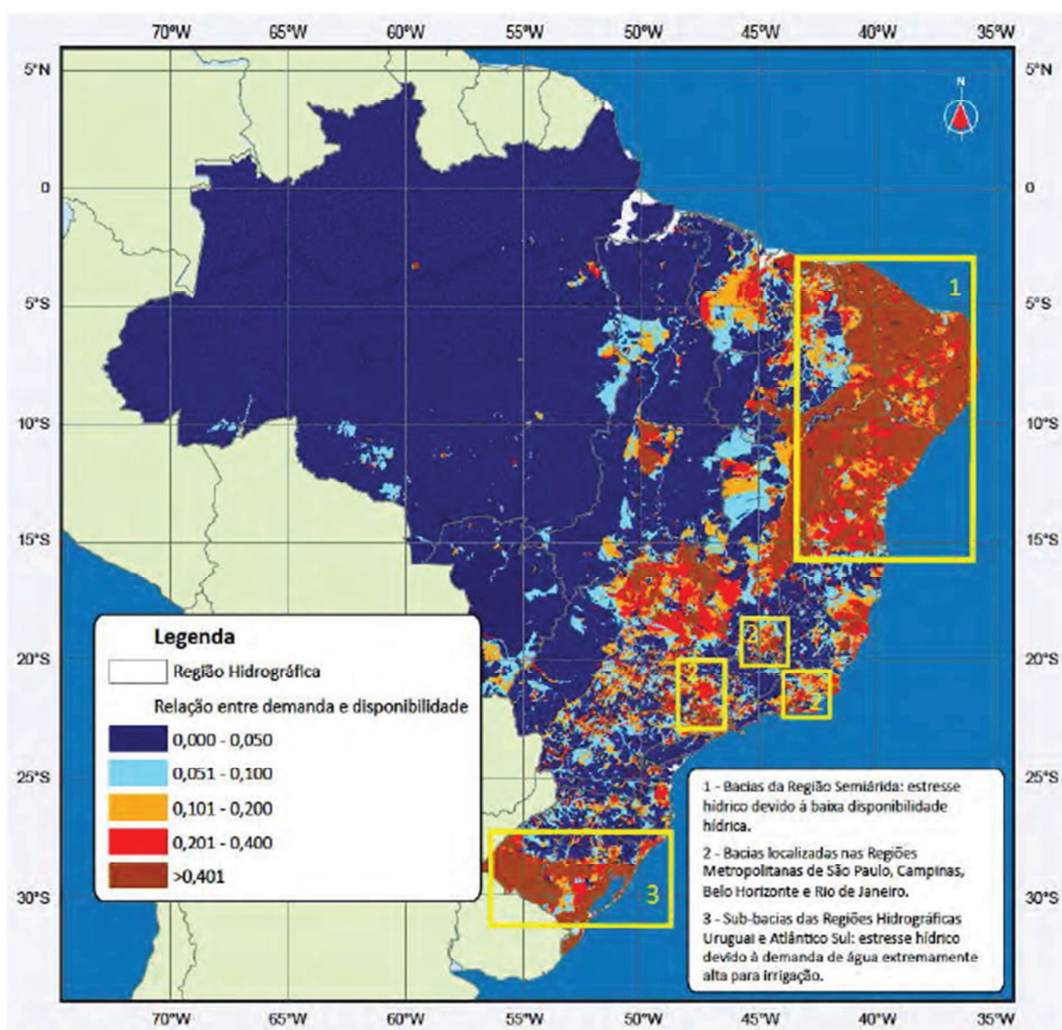 70°W 65°W 60°W 55°W 50°W 45°W 40°W 35°W
5°N 5°N
N
0 0
1
5°S 5°S
10°S 10°S
15°S 15°S
2
20°S 20°S
2
2
25°S 25°S
3
30°S 30°S
Legenda
Região Hidrográfica
Relação entre demanda e disponibilidade
0,000 - 0,050
0,051 - 0,100
0,101 - 0,200
0,201 - 0,400
>0,401
1 - Bacias da Região Semiárida: estresse
hídrico devido à baixa disponibilidade
hídrica.
2 - Bacias localizadas nas Regiões
Metropolitanas de São Paulo, Campinas,
Belo Horizonte e Rio de Janeiro.
3 - Sub-bacias das Regiões Hidrográficas
Uruguai e Atlântico Sul: estresse hídrico
devido à demanda de água extremamente
alta para irrigação.
70°W 65°W 60°W 55°W 50°W 45°W 40°W 35°W